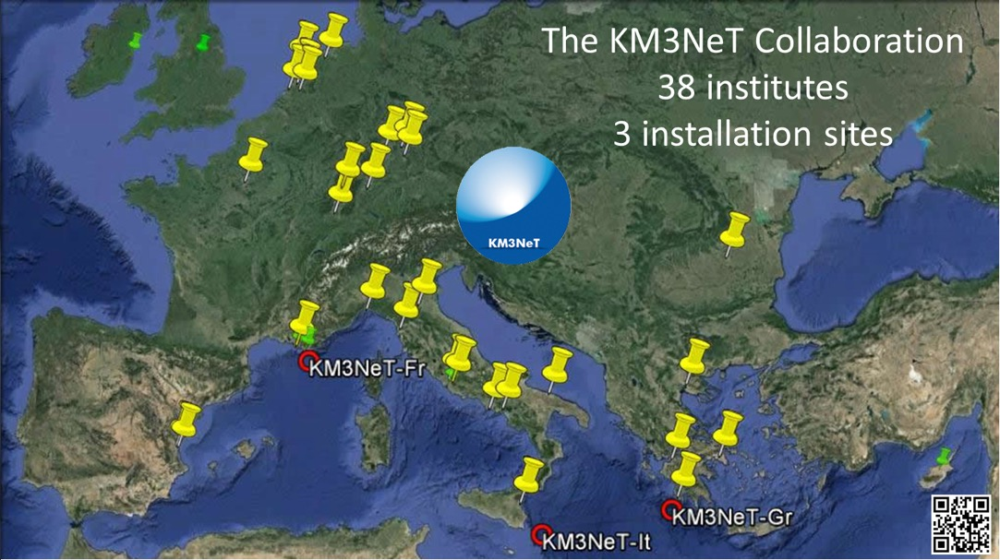 The KM3NeT Collaboration
38 institutes
3 installation sites
KM3NeT
KM3NeT-Fr
KM3NeT-Gr
KM3NeT-It